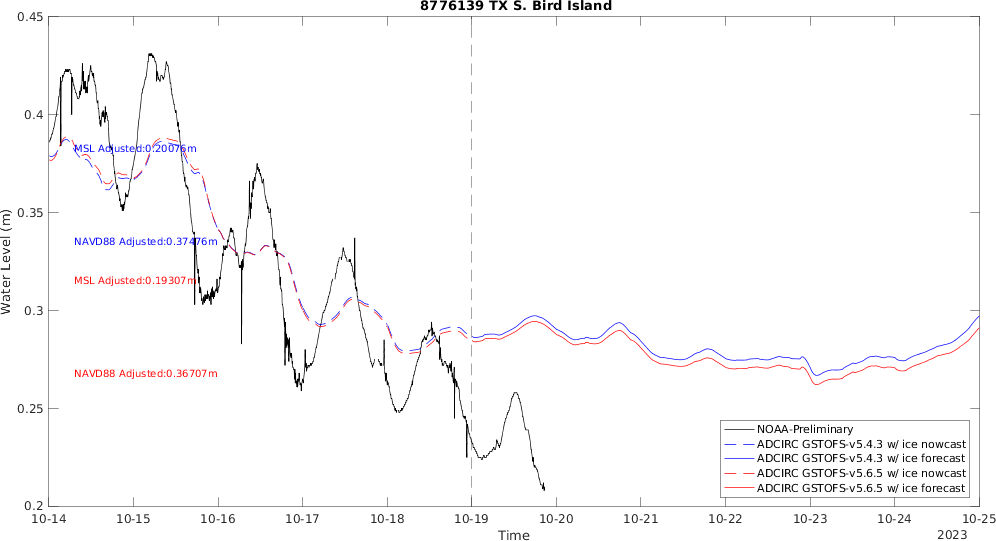 8776139 TX S. Bird Island
Water Level (m)
0.45
0.4
0.35
0.3
0.25
0.2
MSL Adjusted:0.20076m
NAVD88 Adjusted:0.37476m
MSL Adjusted:0.19307m
NAVD88 Adjusted:0.36707m
NOAA-Preliminary
ADCIRC GSTOFS-v5.4.3 w/ ice nowcast
ADCIRC GSTOFS-v5.4.3 w/ ice forecast
ADCIRC GSTOFS-v5.6.5 w/ ice nowcast
ADCIRC GSTOFS-v5.6.5 w/ ice forecast
10-14 10-15 10-16 10-17 10-18 10-19 10-20 10-21 10-22 10-23 10-24 10-25
Time
2023